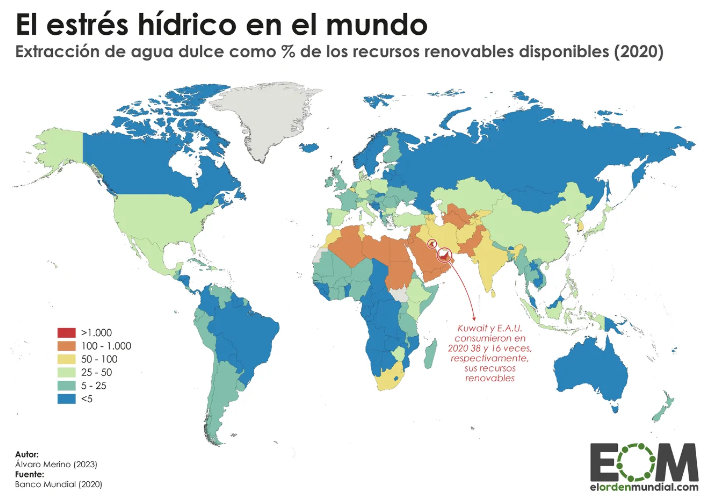 El estrés hídrico en el mundo
Extracción de agua dulce como % de los recursos renovables disponibles (2020)
>1.000
100 - 1.000
50 - 100
25 - 50
5 - 25
<5
Kuwait y E.A.U.
consumieron en
2020 38 y 16 veces,
respectivamente,
sus recursos
renovables
Autor:
Álvaro Merino (2023)
Fuente:
Banco Mundial (2020)
EOM
elordenmundial.com